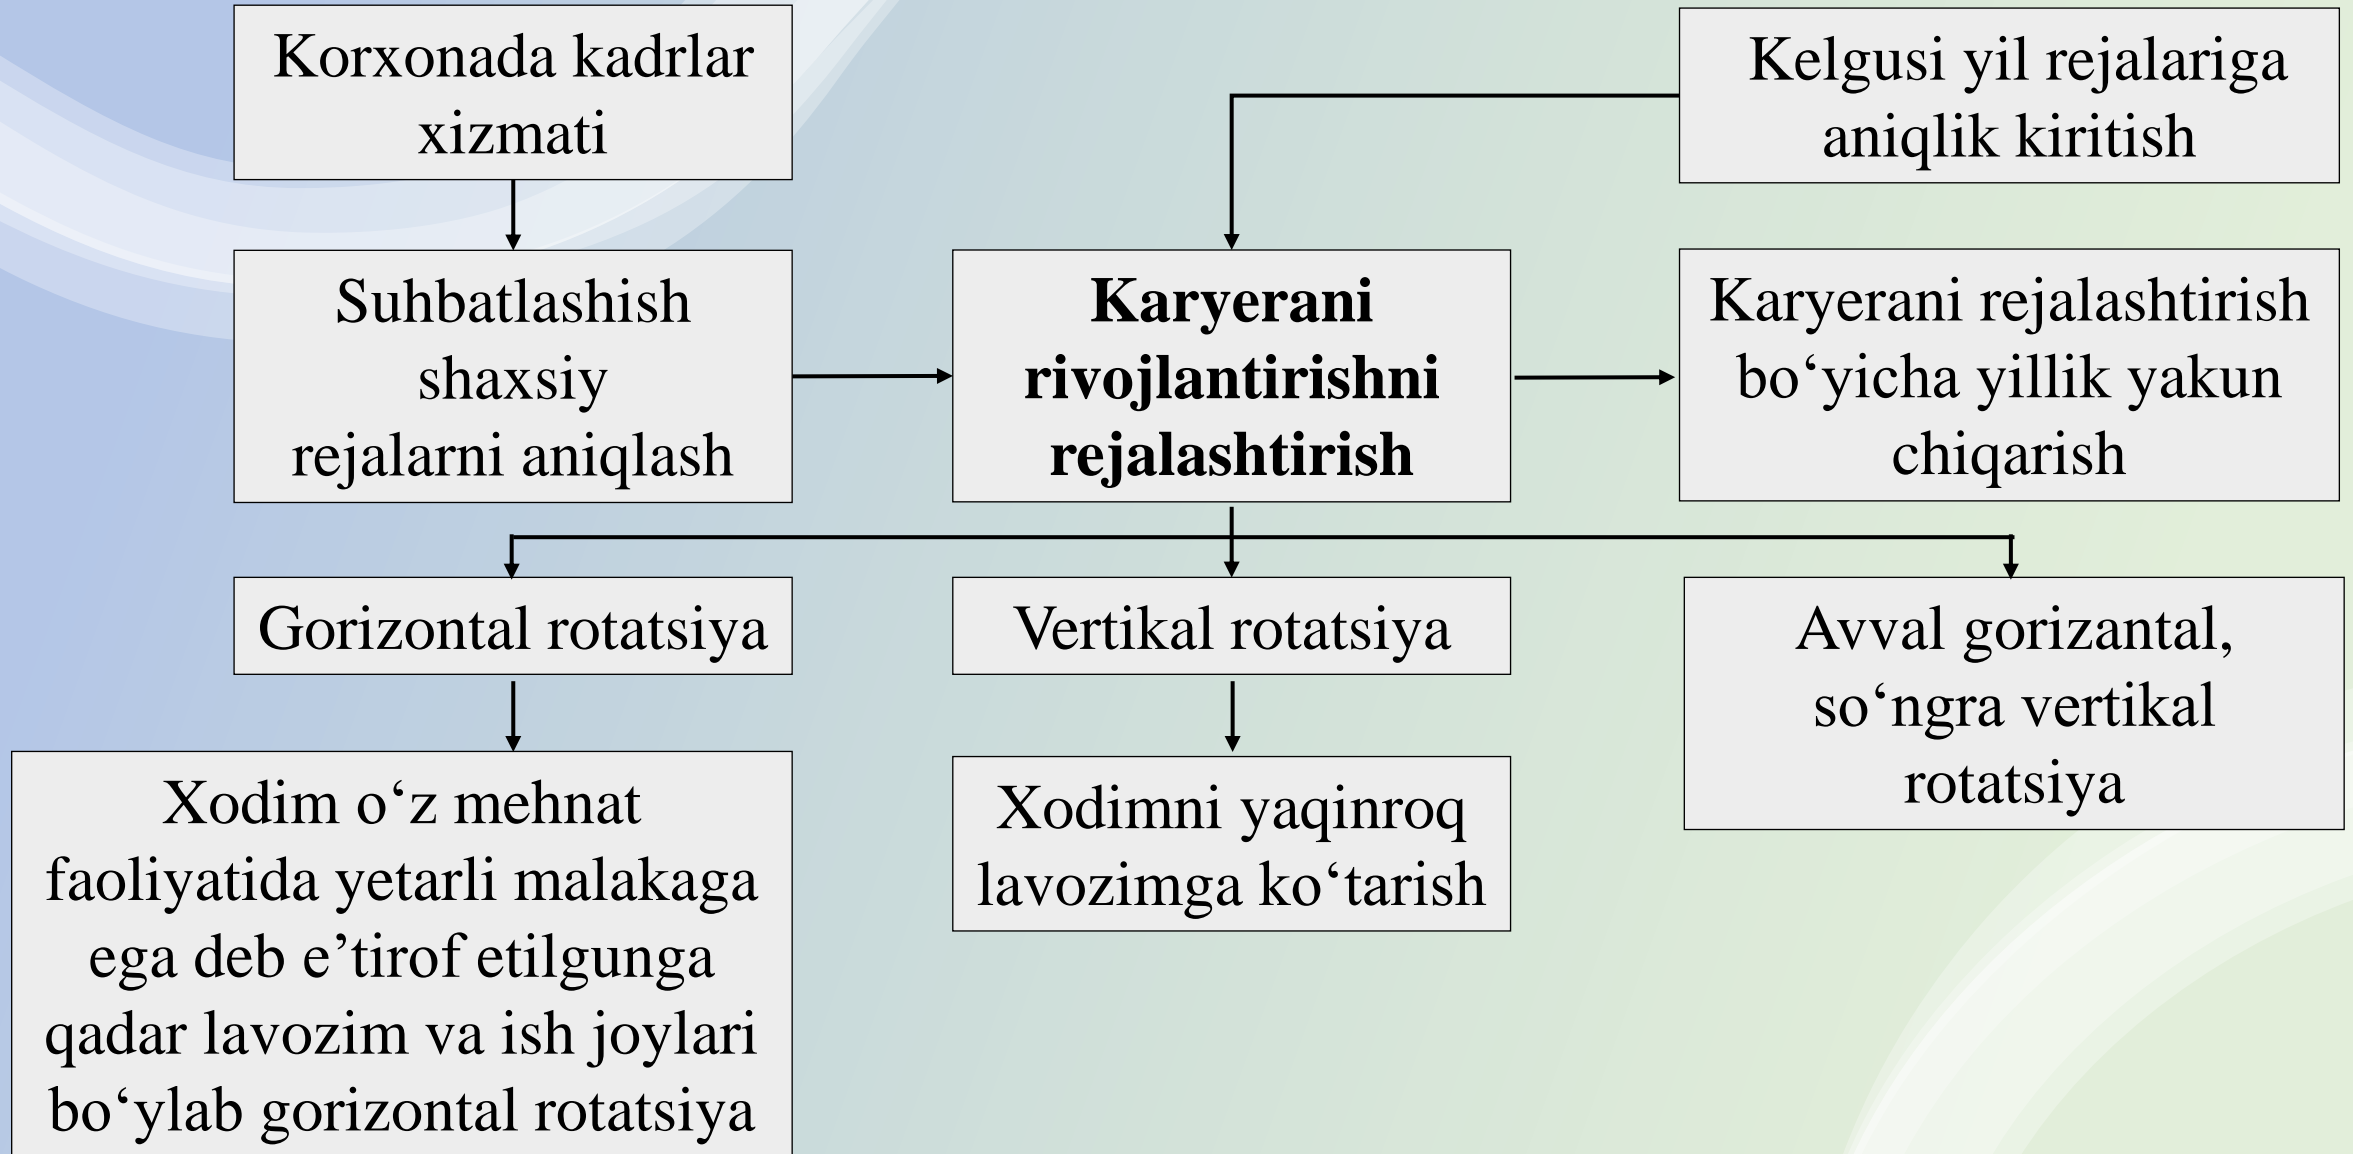 Korxonada kadrlar
xizmati
Kelgusi yil rejalariga
aniqlik kiritish
Suhbatlashish
shaxsiy
rejalarni aniqlash
Karyerani
rivojlantirishni
rejalashtirish
Karyerani rejalashtirish
bo‘yicha yillik yakun
chiqarish
Gorizontal rotatsiya
Vertikal rotatsiya
Avval gorizantal,
so‘ngra vertikal
rotatsiya
Xodim o‘z mehnat
faoliyatida yetarli malakaga
ega deb e’tirof etilgunga
qadar lavozim va ish joylari
bo‘ylab gorizontal rotatsiya
Xodimni yaqinroq
lavozimga ko‘tarish